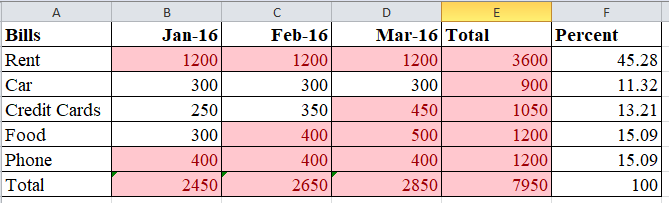 A B C D E F
Bills Jan-16 Feb-16 Mar-16 Total Percent
Rent 1200 1200 1200 3600 45.28
Car 300 300 300 900 11.32
Credit Cards 250 350 450 1050 13.21
Food 300 400 500 1200 15.09
Phone 400 400 400 1200 15.09
Total 2450 2650 2850 7950 100